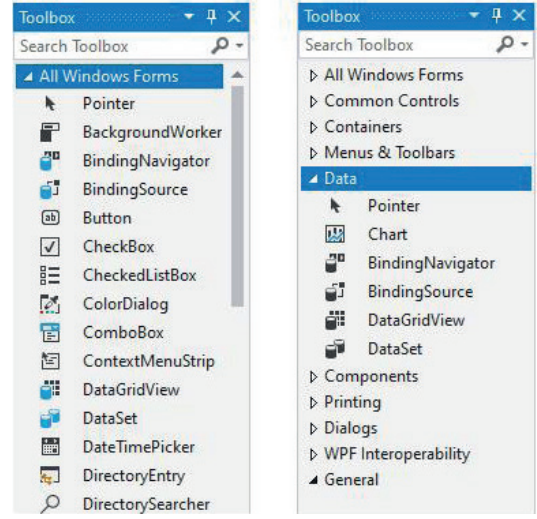 Toolbox
Search Toolbox
All Windows Forms
Pointer
BackgroundWorker
BindingNavigator
BindingSource
Button
CheckBox
CheckedListBox
ColorDialog
ComboBox
ContextMenuStrip
DataGridView
DataSet
DateTimePicker
DirectoryEntry
DirectorySearcher
Toolbox
Search Toolbox
All Windows Forms
Common Controls
Containers
Menus & Toolbars
Data
Pointer
Chart
BindingNavigator
BindingSource
DataGridView
DataSet
Components
Printing
Dialogs
WPF Interoperability
General